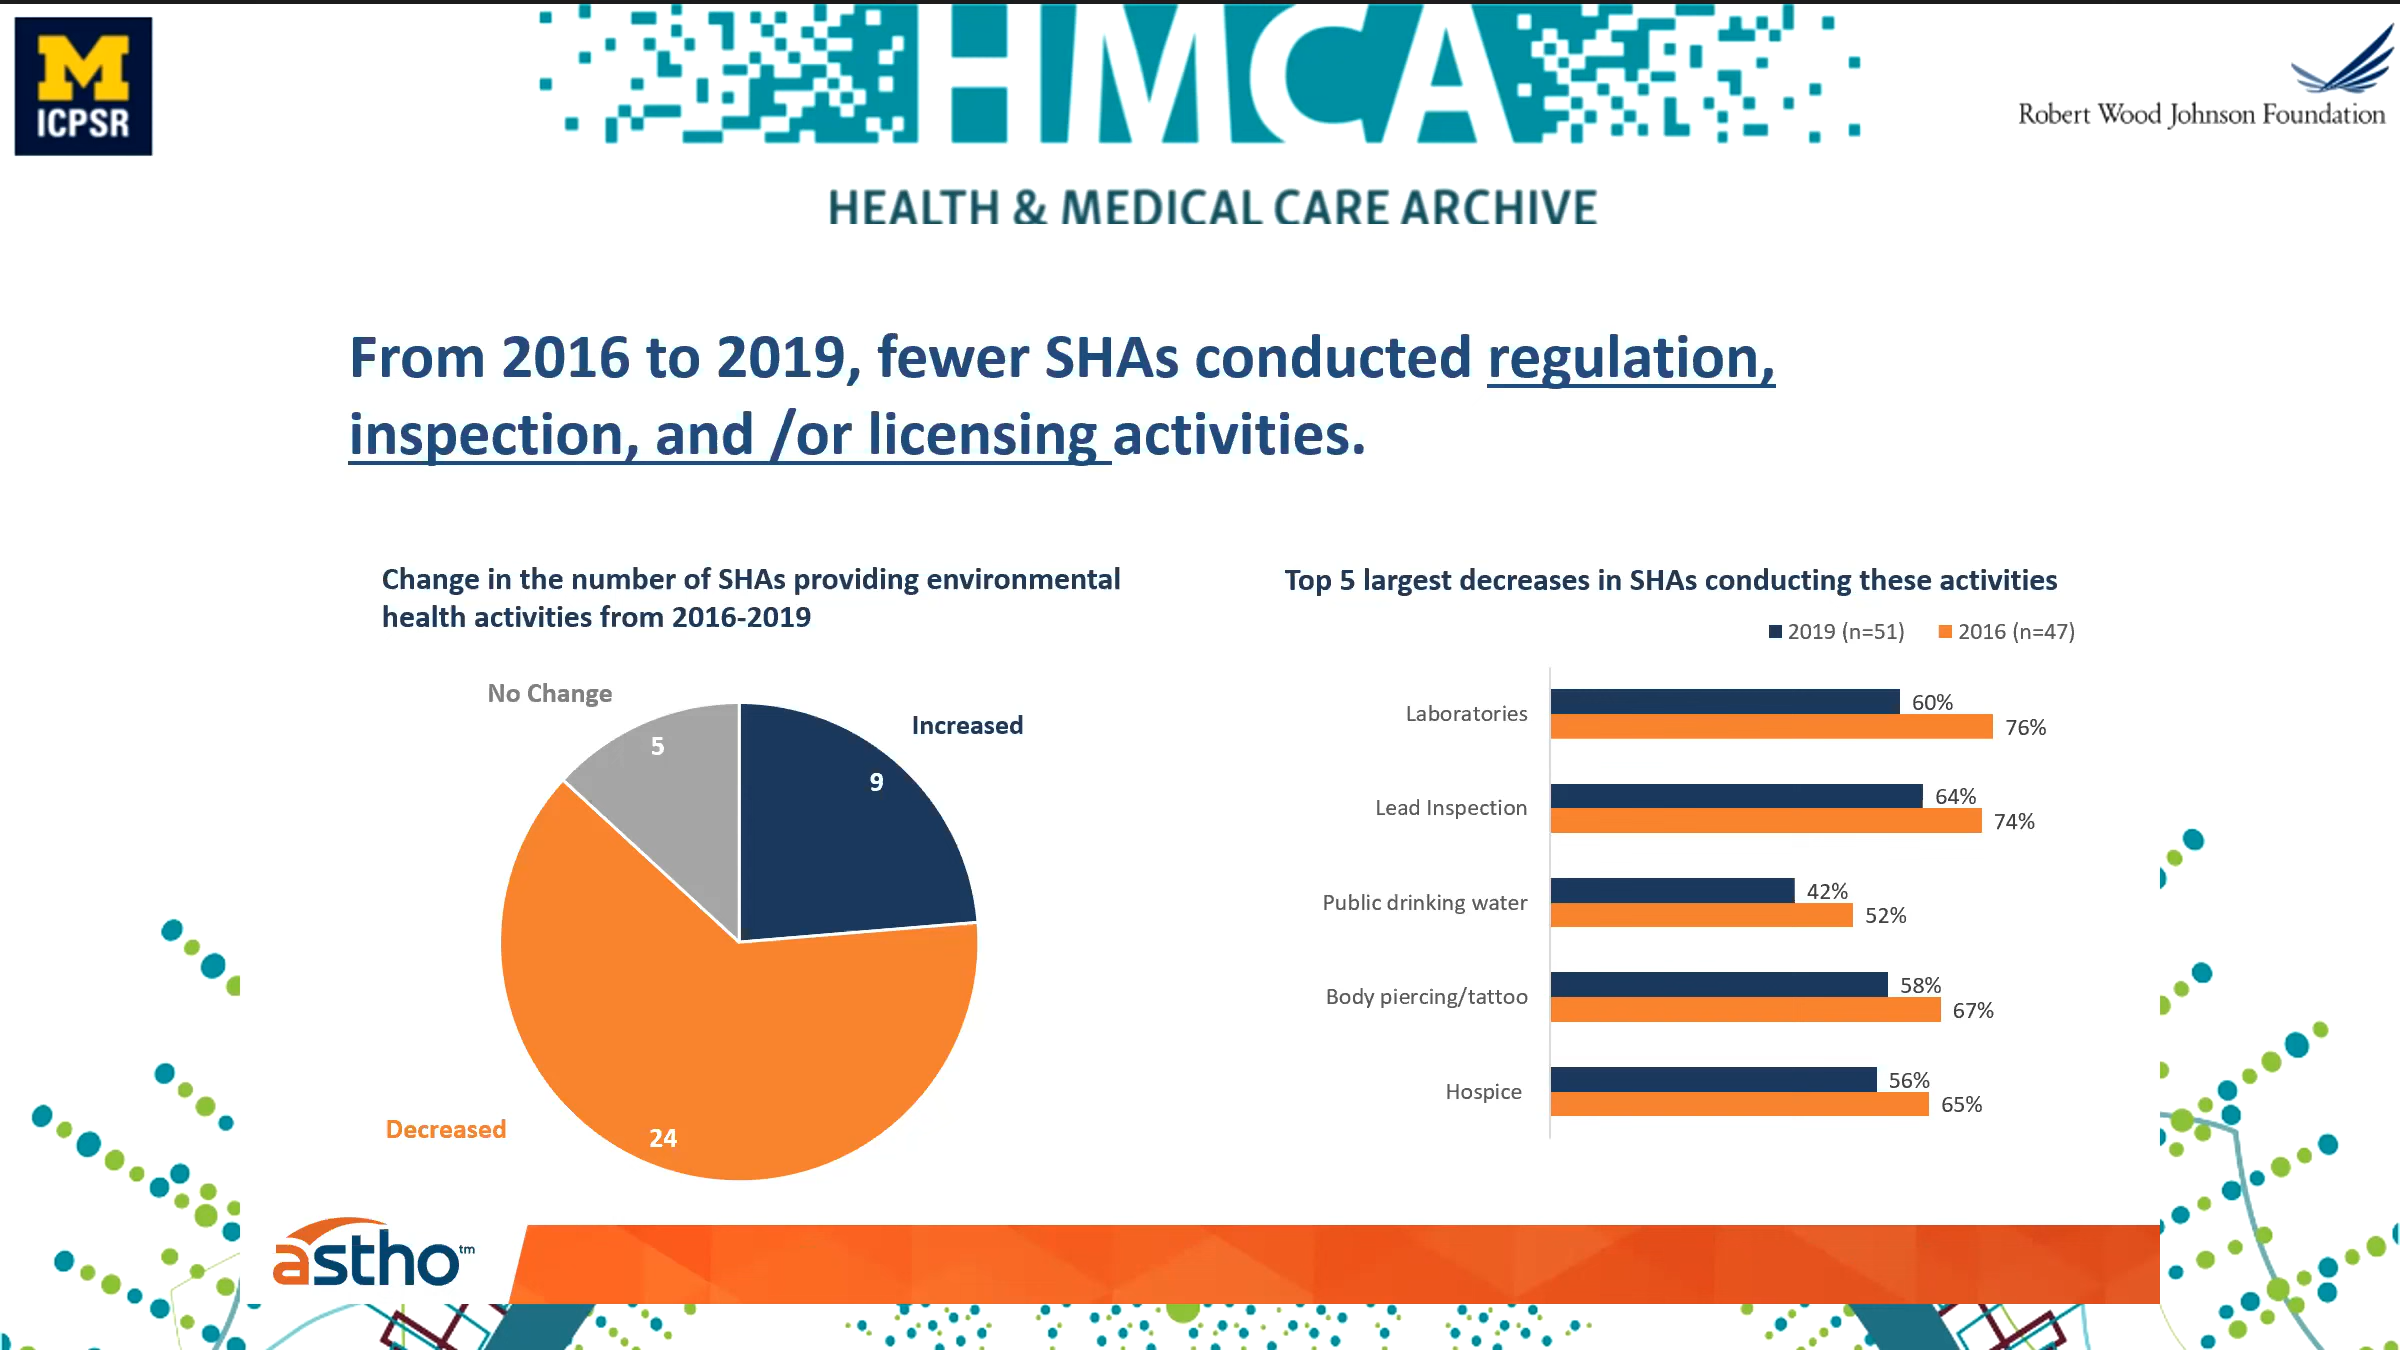 M
ICPSR
HMCA
HEALTH & MEDICAL CARE ARCHIVE
Robert Wood Johnson Foundation
From 2016 to 2019, fewer SHAs conducted regulation,
inspection, and /or licensing activities.
Change in the number of SHAs providing environmental
health activities from 2016-2019
No Change
5
Increased
9
Decreased
24
Top 5 largest decreases in SHAs conducting these activities
2019 (n=51) 2016 (n=47)
Laboratories
60%
76%
Lead Inspection
64%
74%
Public drinking water
42%
52%
Body piercing/tattoo
58%
67%
Hospice
56%
65%
astho™